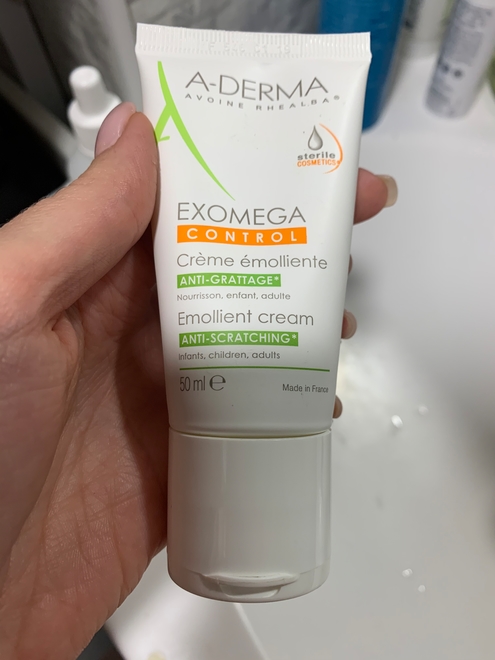 A-DERMA
AVOINE RHEALBA®
sterile
COSMETICS
EXOMEGA
CONTROL
Crème émolliente
ANTI-GRATTAGE*
Nourrisson, enfant, adulte
Emollient cream
ANTI-SCRATCHING*
Infants, children, adults
50 ml ℮
Made in France